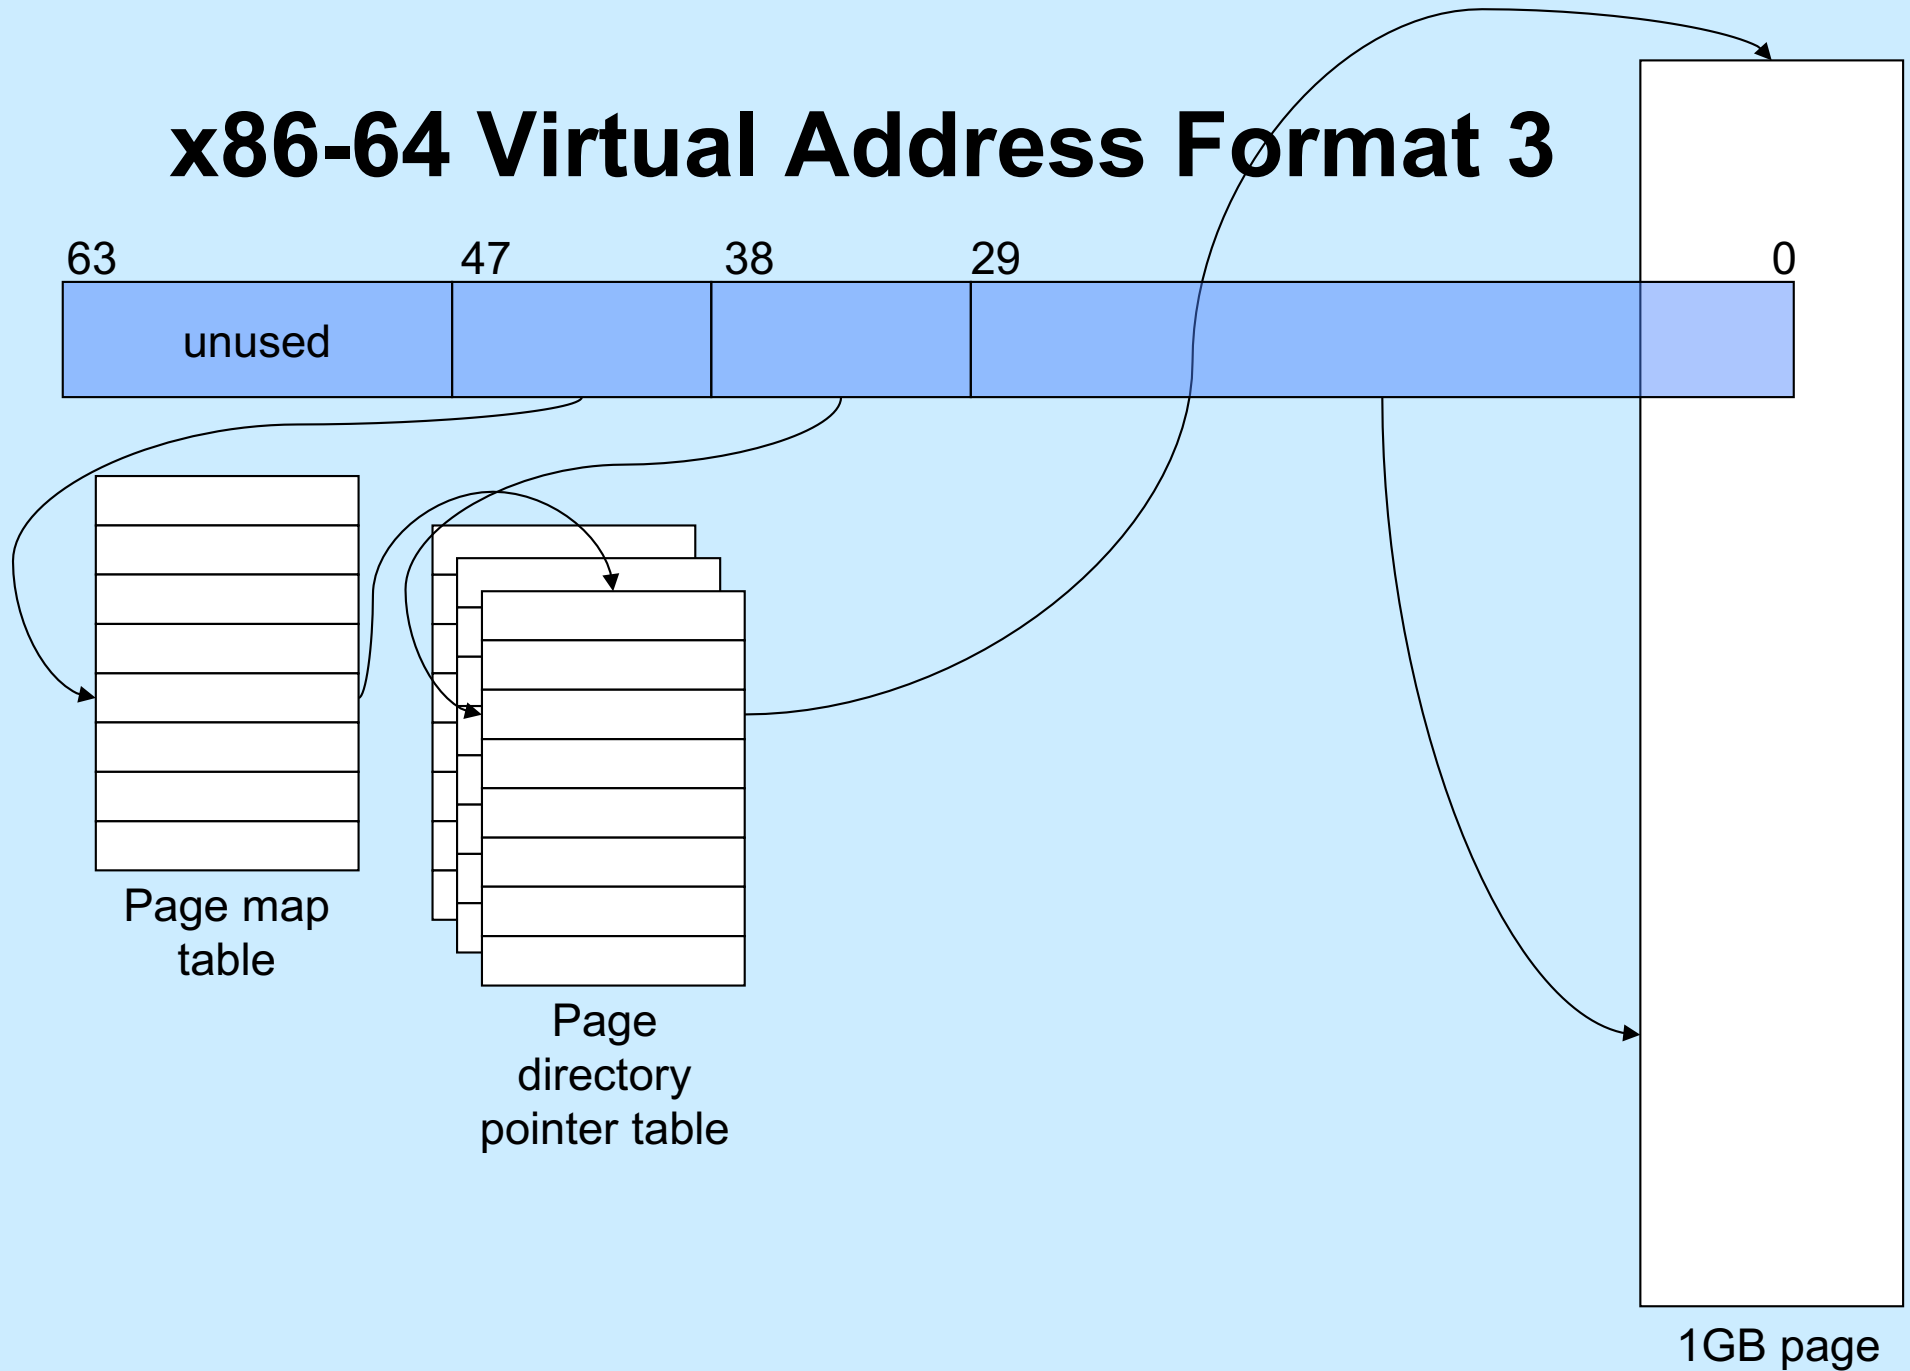 x86-64 Virtual Address Format 3
63 47 38 29 0
unused
Page map
table
Page
directory
pointer table
1GB page